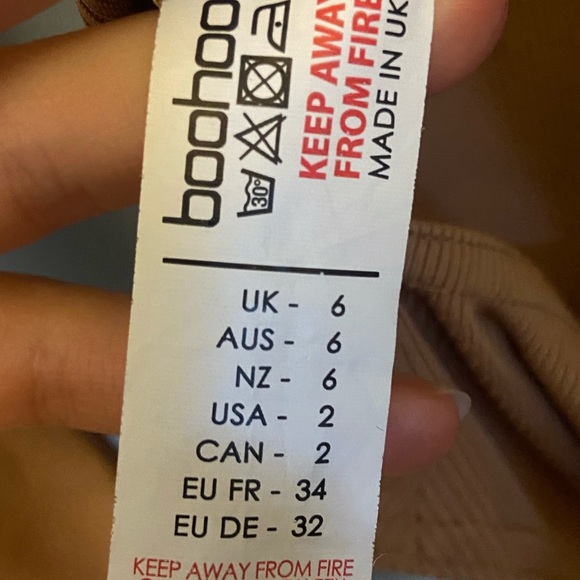 boohoo
30°
KEEP AWAY
FROM FIRE
MADE IN UK
UK - 6
AUS - 6
NZ - 6
USA - 2
CAN - 2
EU FR - 34
EU DE - 32
KEEP AWAY FROM FIRE